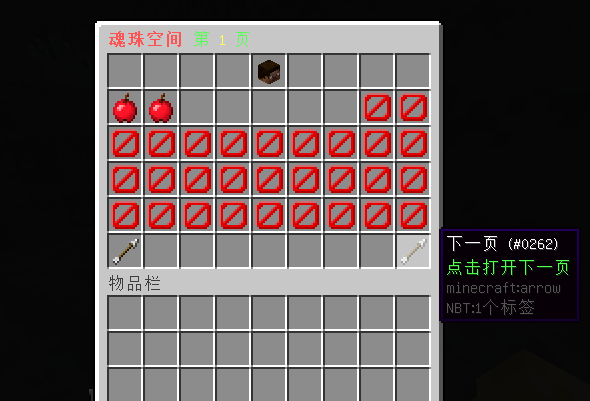 魂珠空间 第 1 页
下一页 (#0262)
点击打开下一页
minecraft:arrow
NBT:1个标签
物品栏